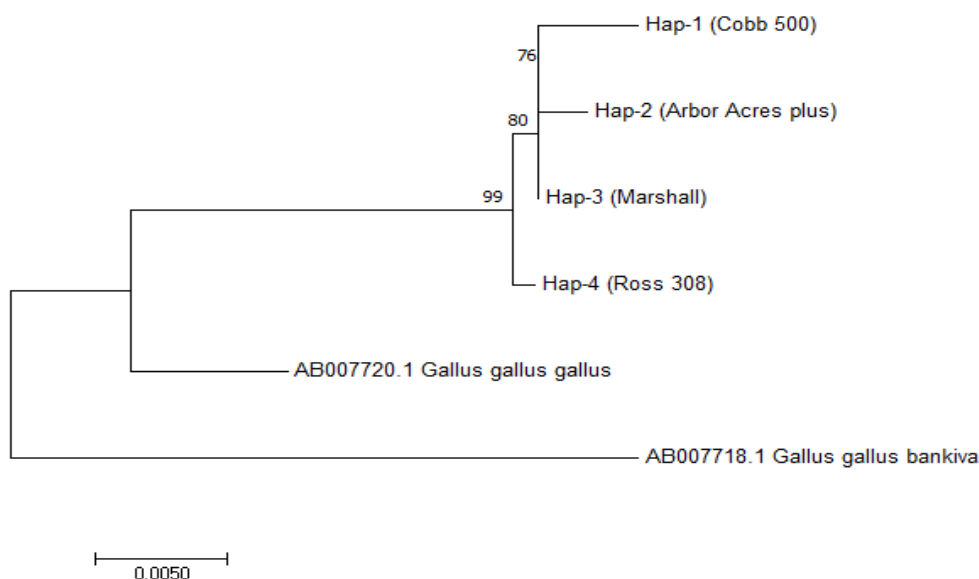 Hap-1 (Cobb 500)
76
Hap-2 (Arbor Acres plus)
80
Hap-3 (Marshall)
99
Hap-4 (Ross 308)
AB007720.1 Gallus gallus gallus
AB007718.1 Gallus gallus bankiva
0.0050